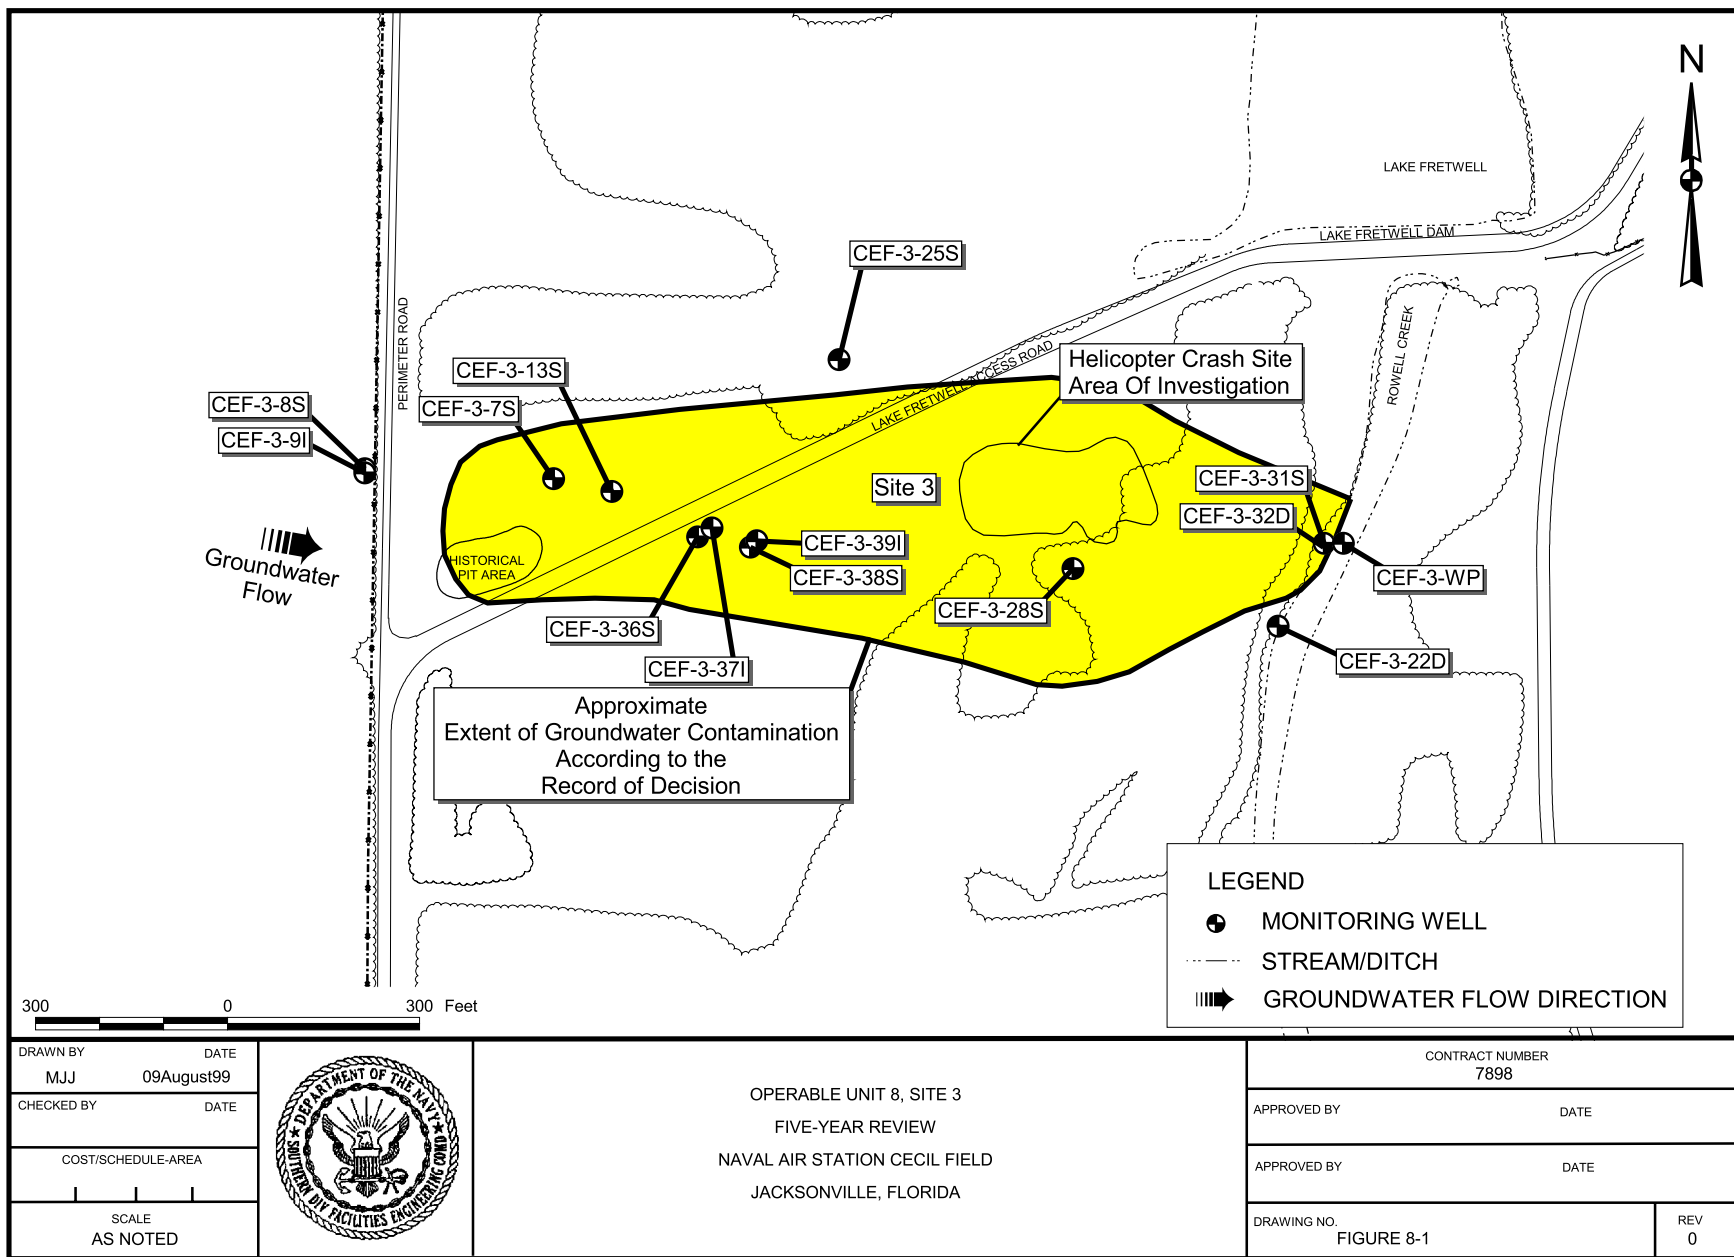 N
LAKE FRETWELL
LAKE FRETWELL DAM
CEF-3-25S
PERIMETER ROAD
ROWELL CREEK
LAKE FRETWELL ACCESS ROAD
Helicopter Crash Site
Area Of Investigation
CEF-3-13S
CEF-3-7S
CEF-3-8S
CEF-3-9I
Site 3
CEF-3-31S
CEF-3-32D
Groundwater
Flow
HISTORICAL
PIT AREA
CEF-3-39I
CEF-3-38S
CEF-3-WP
CEF-3-28S
CEF-3-36S
CEF-3-37I
CEF-3-22D
Approximate
Extent of Groundwater Contamination
According to the
Record of Decision
LEGEND
MONITORING WELL
STREAM/DITCH
GROUNDWATER FLOW DIRECTION
300 0 300 Feet
DRAWN BY DATE
MJJ 09August99
CHECKED BY DATE
COST/SCHEDULE-AREA
SCALE
AS NOTED
DEPARTMENT OF THE NAVY
SOUTHERN DIV FACILITIES ENGINEERING COMD
OPERABLE UNIT 8, SITE 3
FIVE-YEAR REVIEW
NAVAL AIR STATION CECIL FIELD
JACKSONVILLE, FLORIDA
CONTRACT NUMBER
7898
APPROVED BY DATE
APPROVED BY DATE
DRAWING NO.
FIGURE 8-1
REV
0